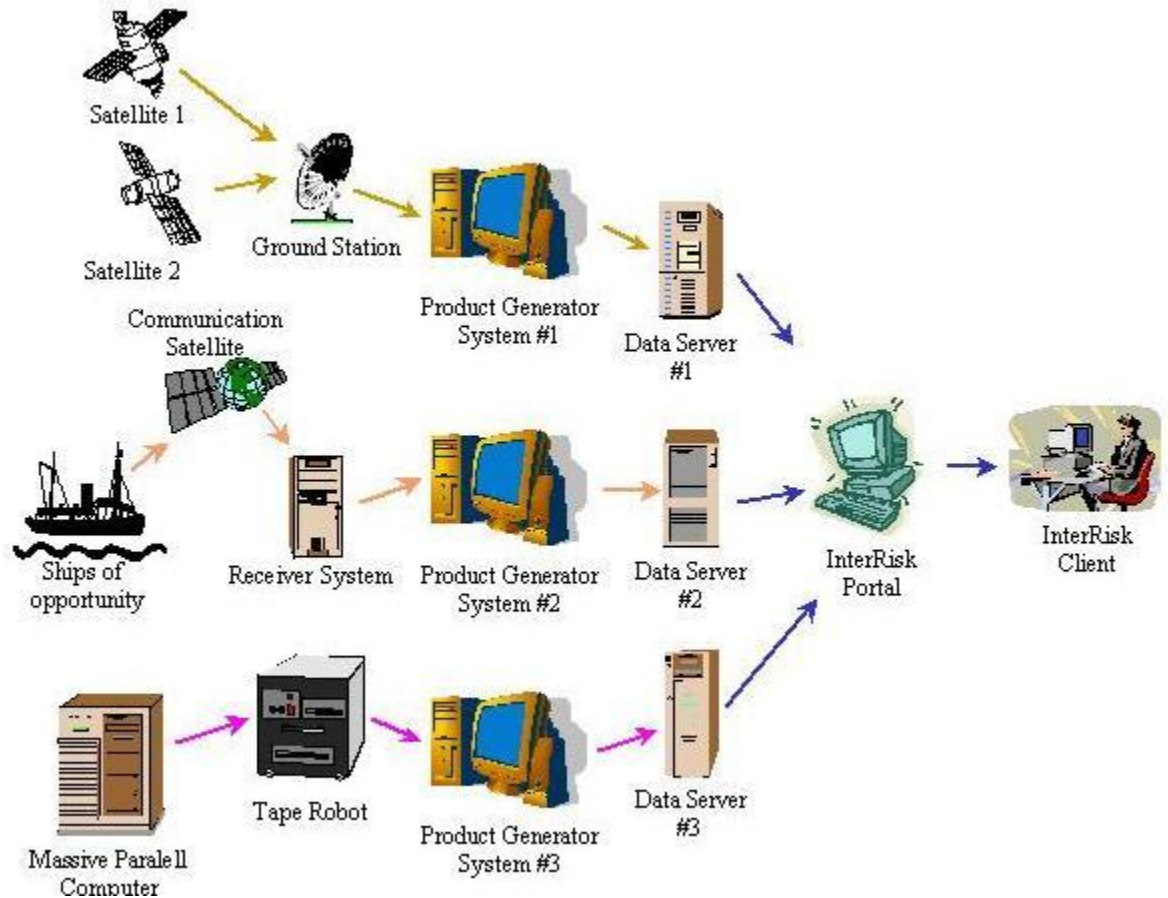 Satellite 1
Satellite 2
Ground Station
Product Generator
System #1
Data Server
#1
Communication
Satellite
Ships of
opportunity
Receiver System
Product Generator
System #2
Data Server
#2
InterRisk
Portal
InterRisk
Client
Massive Paralell
Computer
Tape Robot
Product Generator
System #3
Data Server
#3